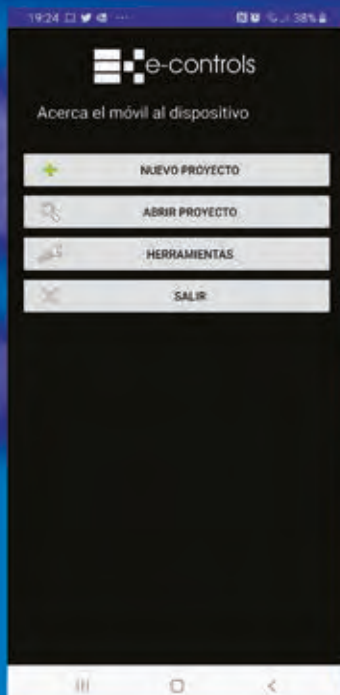 19:24
38%
e-controls
Acerca el móvil al dispositivo
NUEVO PROYECTO
ABRIR PROYECTO
HERRAMIENTAS
SALIR